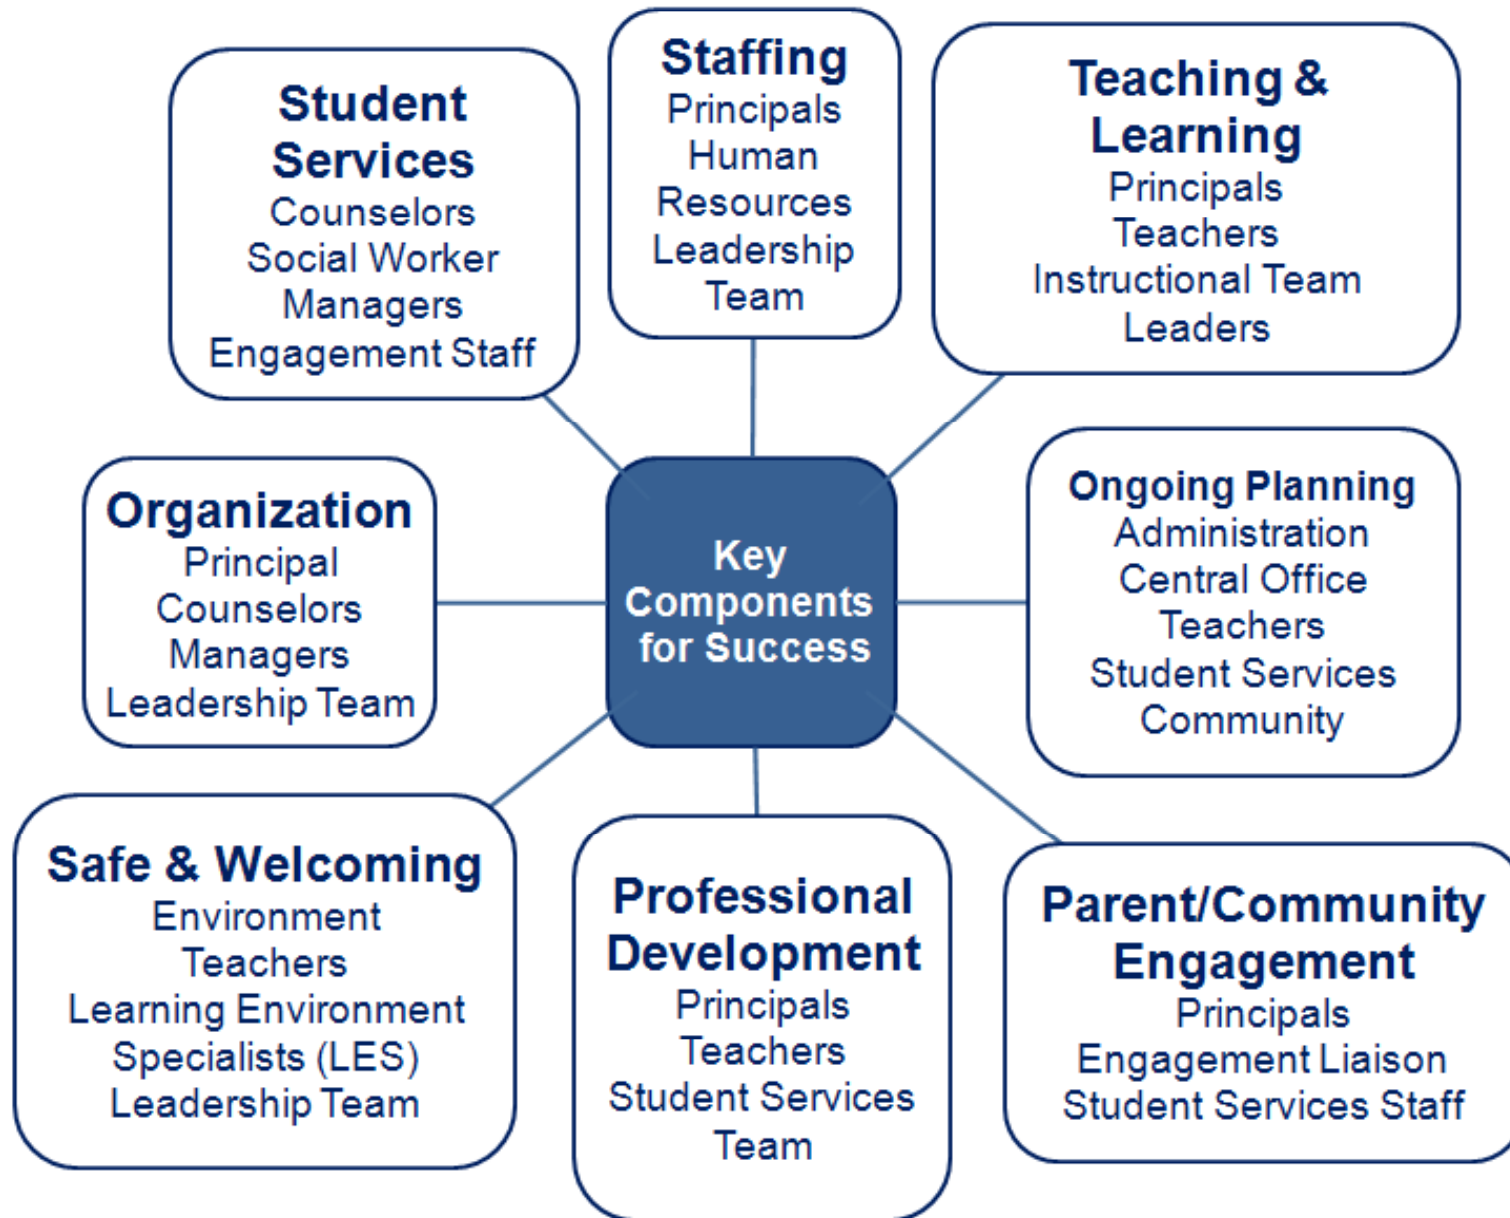 Student
Services
Counselors
Social Worker
Managers
Engagement Staff
Staffing
Principals
Human
Resources
Leadership
Team
Teaching &
Learning
Principals
Teachers
Instructional Team
Leaders
Organization
Principal
Counselors
Managers
Leadership Team
Key
Components
for Success
Ongoing Planning
Administration
Central Office
Teachers
Student Services
Community
Safe & Welcoming
Environment
Teachers
Learning Environment
Specialists (LES)
Leadership Team
Professional
Development
Principals
Teachers
Student Services
Team
Parent/Community
Engagement
Principals
Engagement Liaison
Student Services Staff